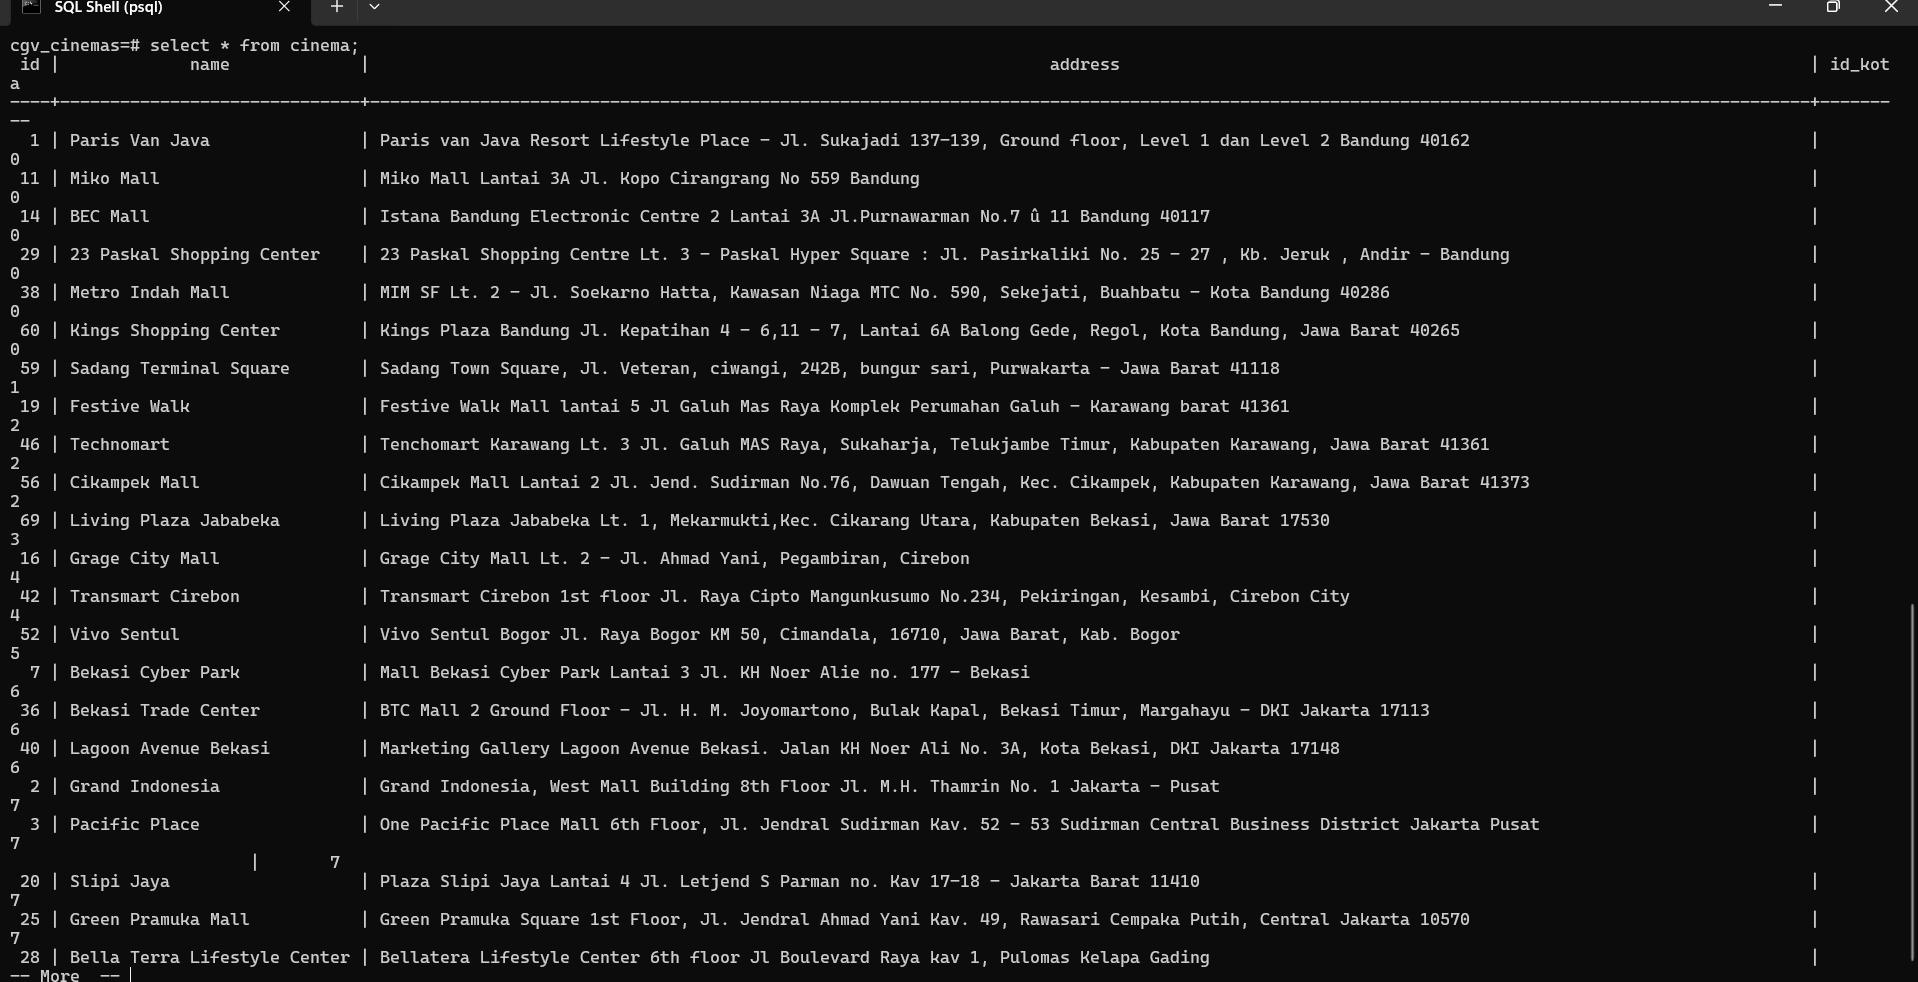 SQL Shell (psql)
cgv_cinemas=# select * from cinema;
 id |             name             |                                                                    address                                                                     | id_kot
a
----+------------------------------+------------------------------------------------------------------------------------------------------------------------------------------------+-------
--
  1 | Paris Van Java               | Paris van Java Resort Lifestyle Place - Jl. Sukajadi 137-139, Ground floor, Level 1 dan Level 2 Bandung 40162 |
0
 11 | Miko Mall                    | Miko Mall Lantai 3A Jl. Kopo Cirangrang No 559 Bandung |
0
 14 | BEC Mall                     | Istana Bandung Electronic Centre 2 Lantai 3A Jl.Purnawarman No.7 û 11 Bandung 40117 |
0
 29 | 23 Paskal Shopping Center    | 23 Paskal Shopping Centre Lt. 3 - Paskal Hyper Square : Jl. Pasirkaliki No. 25 - 27 , Kb. Jeruk , Andir - Bandung |
0
 38 | Metro Indah Mall             | MIM SF Lt. 2 - Jl. Soekarno Hatta, Kawasan Niaga MTC No. 590, Sekejati, Buahbatu - Kota Bandung 40286 |
0
 60 | Kings Shopping Center        | Kings Plaza Bandung Jl. Kepatihan 4 - 6,11 - 7, Lantai 6A Balong Gede, Regol, Kota Bandung, Jawa Barat 40265 |
0
 59 | Sadang Terminal Square       | Sadang Town Square, Jl. Veteran, ciwangi, 242B, bungur sari, Purwakarta - Jawa Barat 41118 |
1
 19 | Festive Walk                 | Festive Walk Mall lantai 5 Jl Galuh Mas Raya Komplek Perumahan Galuh - Karawang barat 41361 |
2
 46 | Technomart                   | Tenchomart Karawang Lt. 3 Jl. Galuh MAS Raya, Sukaharja, Telukjambe Timur, Kabupaten Karawang, Jawa Barat 41361 |
2
 56 | Cikampek Mall                | Cikampek Mall Lantai 2 Jl. Jend. Sudirman No.76, Dawuan Tengah, Kec. Cikampek, Kabupaten Karawang, Jawa Barat 41373 |
2
 69 | Living Plaza Jababeka        | Living Plaza Jababeka Lt. 1, Mekarmukti,Kec. Cikarang Utara, Kabupaten Bekasi, Jawa Barat 17530 |
3
 16 | Grage City Mall              | Grage City Mall Lt. 2 - Jl. Ahmad Yani, Pegambiran, Cirebon |
4
 42 | Transmart Cirebon            | Transmart Cirebon 1st floor Jl. Raya Cipto Mangunkusumo No.234, Pekiringan, Kesambi, Cirebon City |
4
 52 | Vivo Sentul                  | Vivo Sentul Bogor Jl. Raya Bogor KM 50, Cimandala, 16710, Jawa Barat, Kab. Bogor |
5
  7 | Bekasi Cyber Park            | Mall Bekasi Cyber Park Lantai 3 Jl. KH Noer Alie no. 177 - Bekasi |
6
 36 | Bekasi Trade Center          | BTC Mall 2 Ground Floor - Jl. H. M. Joyomartono, Bulak Kapal, Bekasi Timur, Margahayu - DKI Jakarta 17113 |
6
 40 | Lagoon Avenue Bekasi         | Marketing Gallery Lagoon Avenue Bekasi. Jalan KH Noer Ali No. 3A, Kota Bekasi, DKI Jakarta 17148 |
6
  2 | Grand Indonesia              | Grand Indonesia, West Mall Building 8th Floor Jl. M.H. Thamrin No. 1 Jakarta - Pusat |
7
  3 | Pacific Place                | One Pacific Place Mall 6th Floor, Jl. Jendral Sudirman Kav. 52 - 53 Sudirman Central Business District Jakarta Pusat |
7
                        |       7
 20 | Slipi Jaya                   | Plaza Slipi Jaya Lantai 4 Jl. Letjend S Parman no. Kav 17-18 - Jakarta Barat 11410 |
7
 25 | Green Pramuka Mall           | Green Pramuka Square 1st Floor, Jl. Jendral Ahmad Yani Kav. 49, Rawasari Cempaka Putih, Central Jakarta 10570 |
7
 28 | Bella Terra Lifestyle Center | Bellatera Lifestyle Center 6th floor Jl Boulevard Raya kav 1, Pulomas Kelapa Gading |
-- More  --